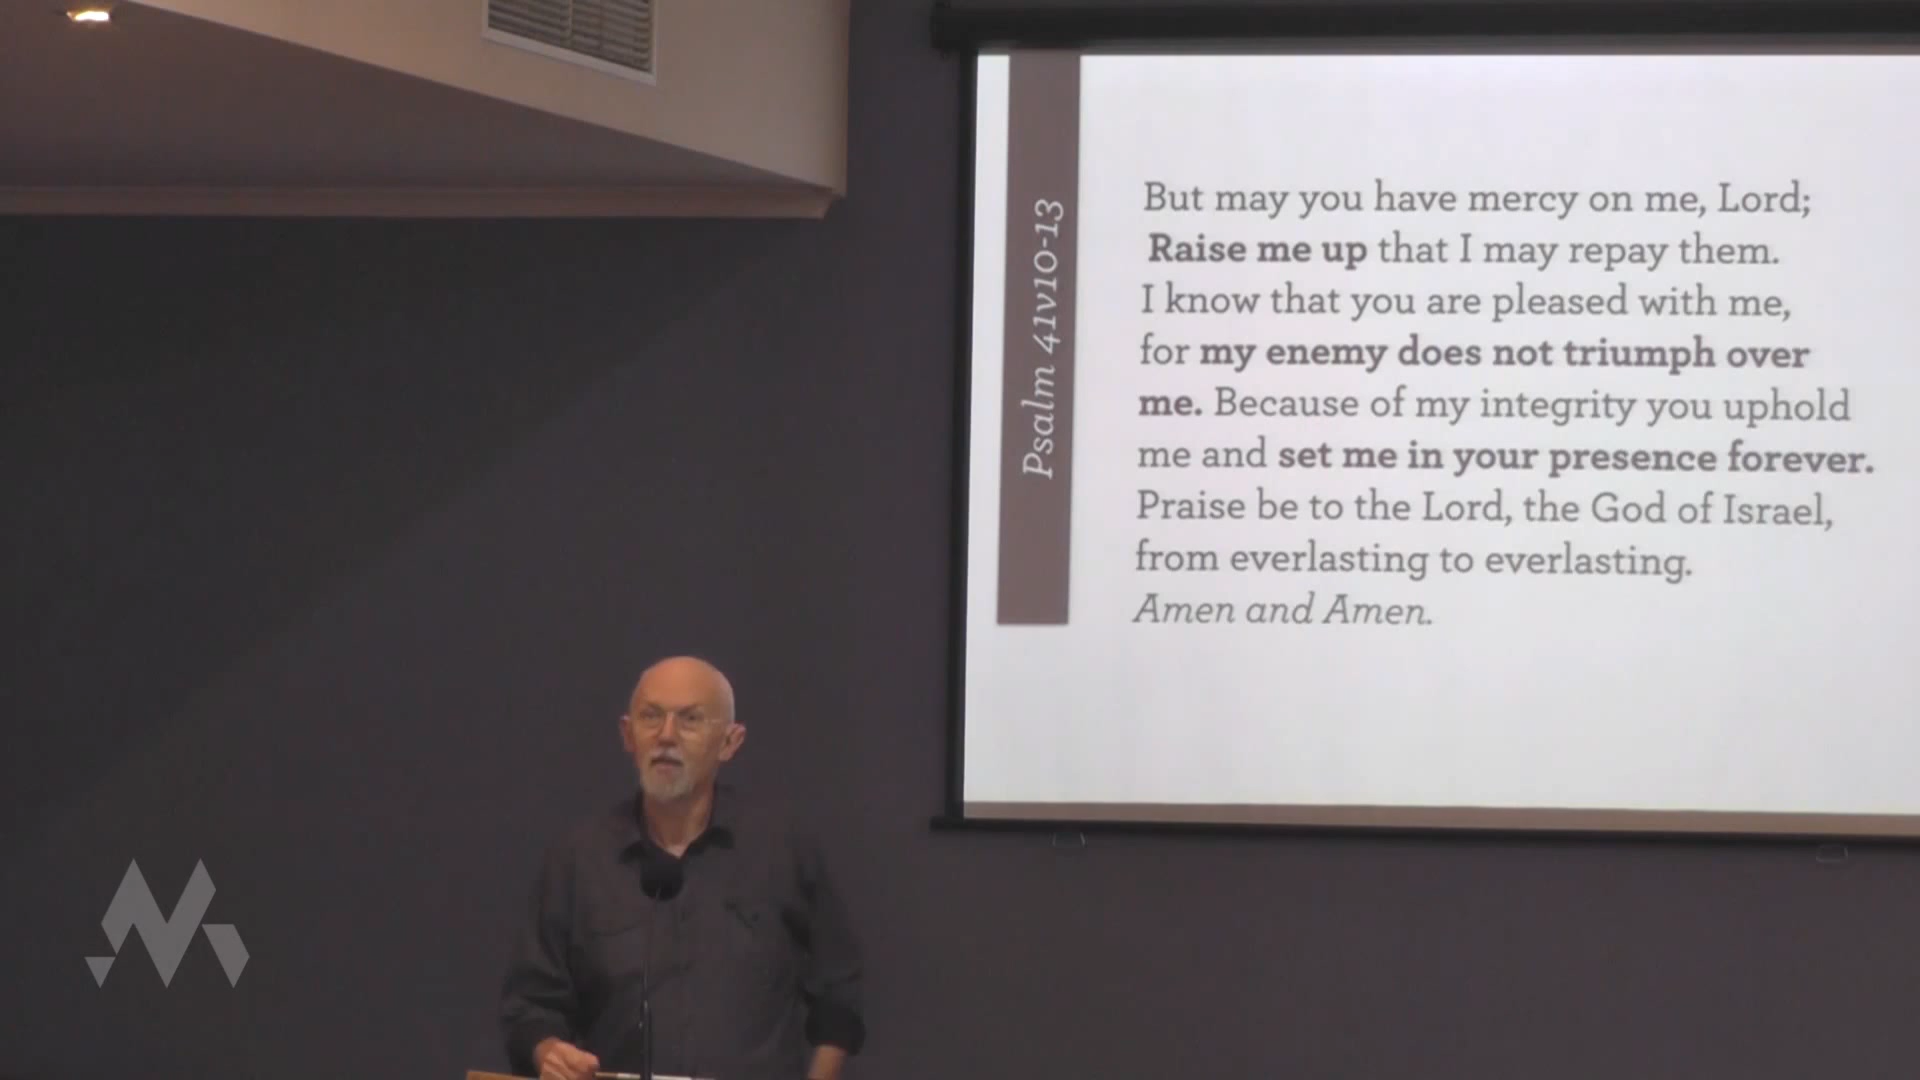 Psalm 41v10-13
But may you have mercy on me, Lord;
Raise me up that I may repay them.
I know that you are pleased with me,
for my enemy does not triumph over
me. Because of my integrity you uphold
me and set me in your presence forever.
Praise be to the Lord, the God of Israel,
from everlasting to everlasting.
Amen and Amen.